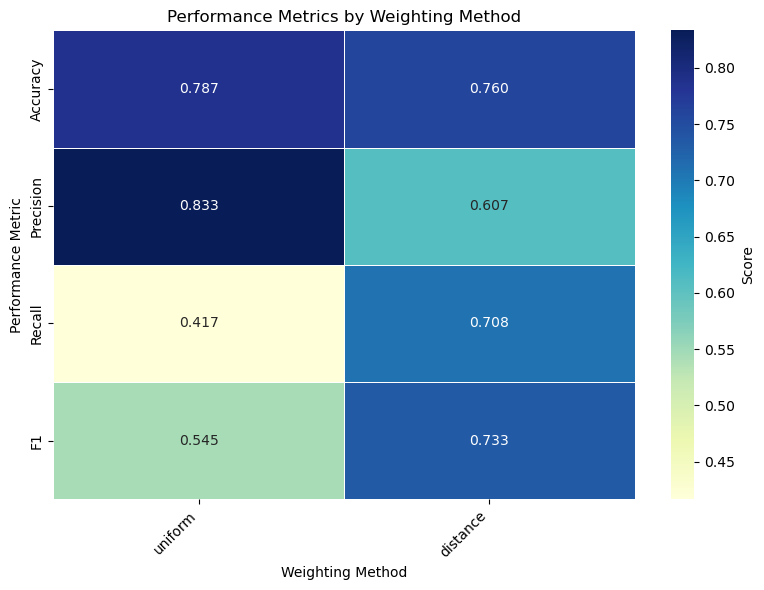 Performance Metrics by Weighting Method
Performance Metric
Accuracy
0.787
0.760
Precision
0.833
0.607
Recall
0.417
0.708
F1
0.545
0.733
uniform
distance
Weighting Method
0.80
0.75
0.70
0.65
0.60
0.55
0.50
0.45
Score